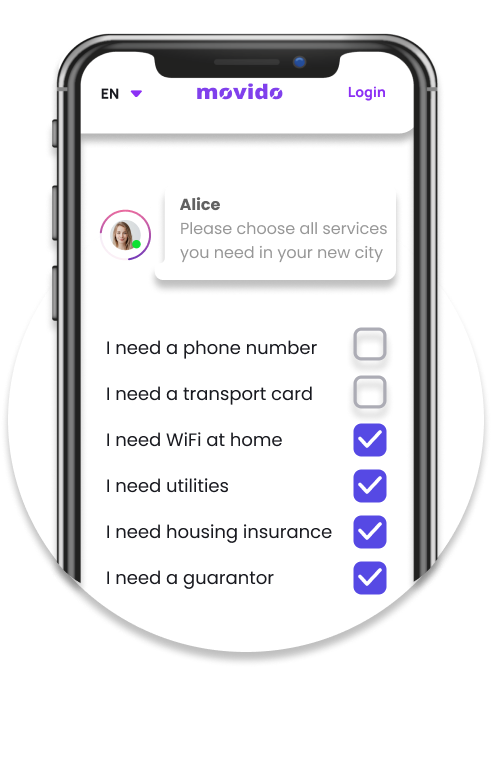 EN
movido
Login
Alice
Please choose all services
you need in your new city
I need a phone number
I need a transport card
I need WiFi at home
I need utilities
I need housing insurance
I need a guarantor